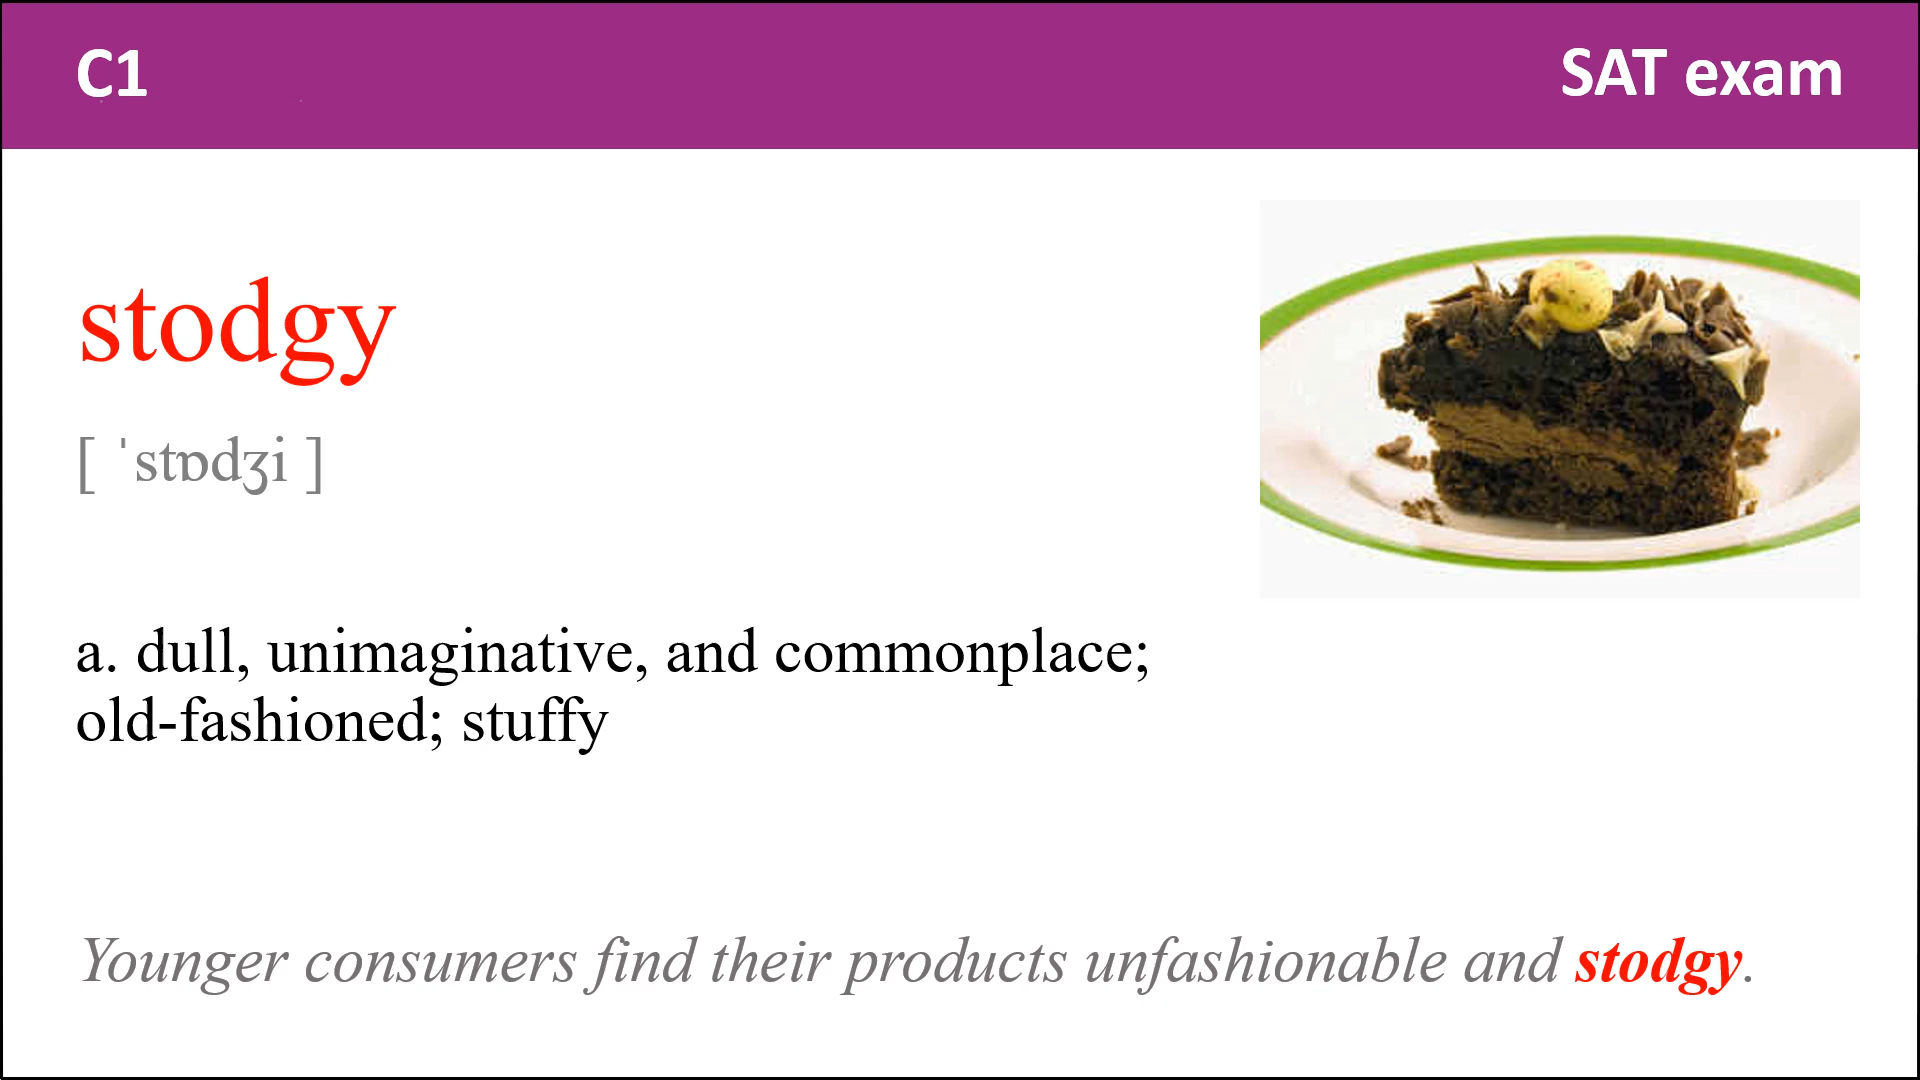 C1
SAT exam
stodgy
[ ˈstɒdʒi ]
a. dull, unimaginative, and commonplace;
old-fashioned; stuffy
Younger consumers find their products unfashionable and stodgy.